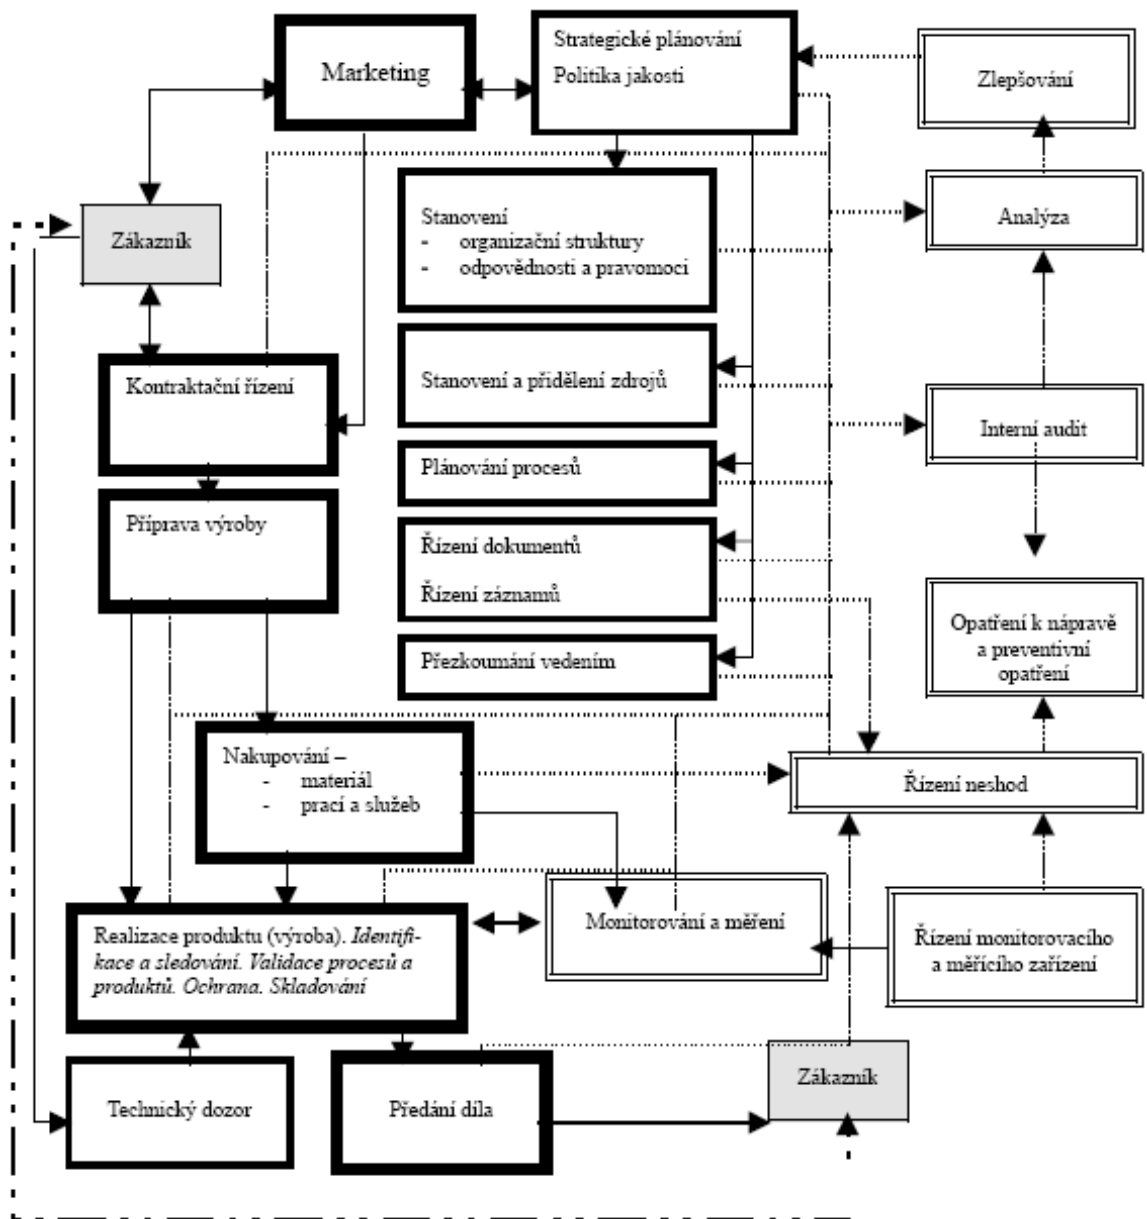 Marketing
Strategické plánování
Politika jakosti
Zlepšování
Stanovení
- organizační struktury
- odpovědnosti a pravomoci
Analýza
Zákazník
Kontraktační řízení
Stanovení a přidělení zdrojů
Interní audit
Plánování procesů
Příprava výroby
Řízení dokumentů
Řízení záznamů
Opatření k nápravě
a preventivní
opatření
Přezkoumání vedením
Nakupování –
- materiál
- prací a služeb
Řízení neshod
Realizace produktu (výroba). Identifi-
kace a sledování. Validace procesů a
produktů. Ochrana. Skladování
Monitorování a měření
Řízení monitorovacího
a měřícího zařízení
Technický dozor
Předání díla
Zákazník